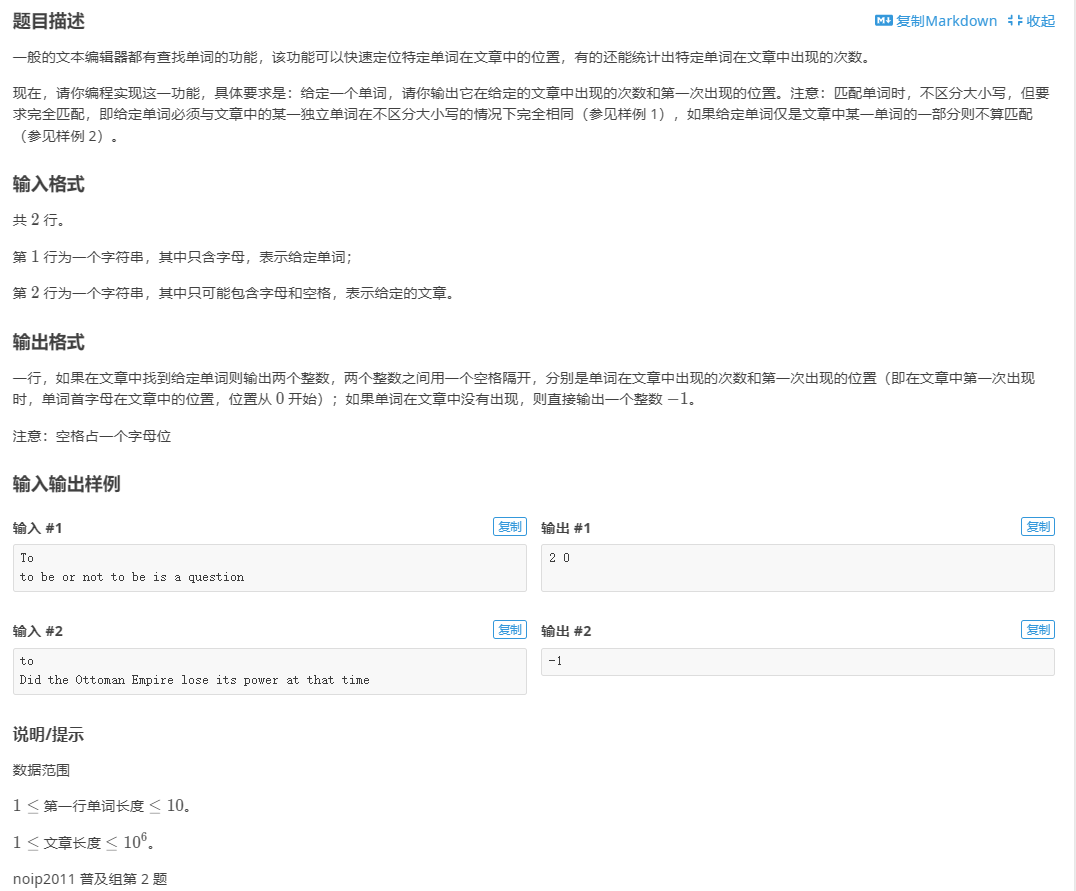 题目描述
复制Markdown 收起
一般的文本编辑器都有查找单词的功能，该功能可以快速定位特定单词在文章中的位置，有的还能统计出特定单词在文章中出现的次数。
现在，请你编程实现这一功能，具体要求是：给定一个单词，请你输出它在给定的文章中出现的次数和第一次出现的位置。注意：匹配单词时，不区分大小写，但要
求完全匹配，即给定单词必须与文章中的某一独立单词在不区分大小写的情况下完全相同（参见样例 1），如果给定单词仅是文章中某一单词的一部分则不算匹配
（参见样例 2）。
输入格式
共 2 行。
第 1 行为一个字符串，其中只含字母，表示给定单词；
第 2 行为一个字符串，其中只可能包含字母和空格，表示给定的文章。
输出格式
一行，如果在文章中找到给定单词则输出两个整数，两个整数之间用一个空格隔开，分别是单词在文章中出现的次数和第一次出现的位置（即在文章中第一次出现
时，单词首字母在文章中的位置，位置从 0 开始）；如果单词在文章中没有出现，则直接输出一个整数 −1。
注意：空格占一个字母位
输入输出样例
输入 #1
复制
To
to be or not to be is a question
输出 #1
复制
2 0
输入 #2
复制
to
Did the Ottoman Empire lose its power at that time
输出 #2
复制
-1
说明/提示
数据范围
1 ≤ 第一行单词长度 ≤ 10。
1 ≤ 文章长度 ≤ 10⁶。
noip2011 普及组第 2 题